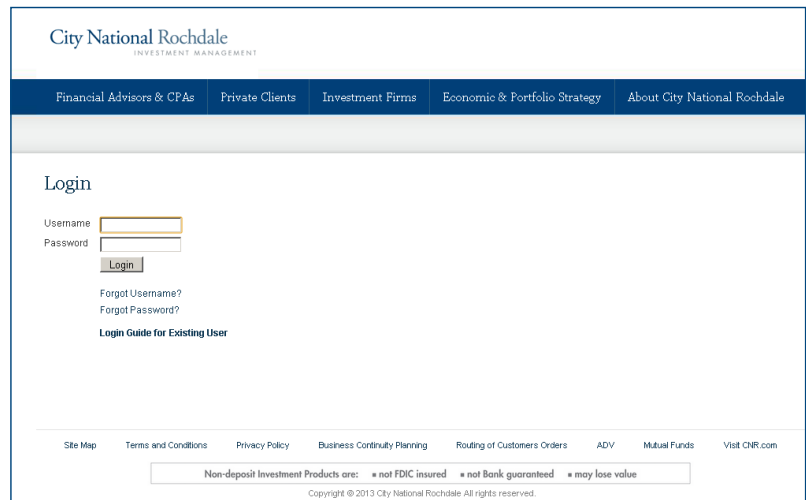 City National Rochdale
INVESTMENT MANAGEMENT
Financial Advisors & CPAs Private Clients Investment Firms Economic & Portfolio Strategy About City National Rochdale
Login
Username
Password
Login
Forgot Username?
Forgot Password?
Login Guide for Existing User
Site Map Terms and Conditions Privacy Policy Business Continuity Planning Routing of Customers Orders ADV Mutual Funds Visit CNR.com
Non-deposit Investment Products are: ■ not FDIC insured ■ not Bank guaranteed ■ may lose value
Copyright © 2013 City National Rochdale All rights reserved.